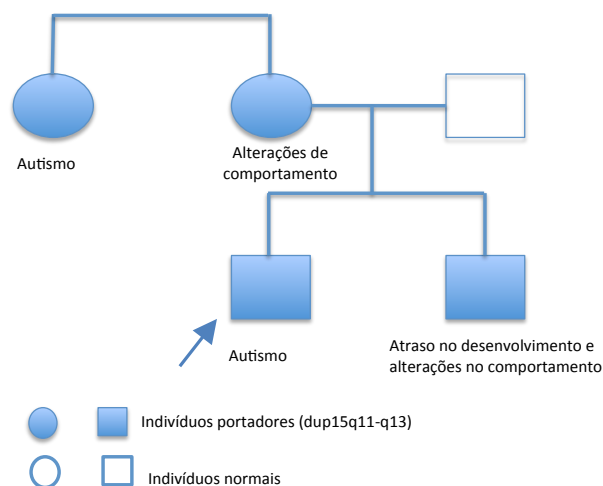 Autismo
Alterações de
comportamento
Autismo
Atraso no desenvolvimento e
alterações no comportamento
Indivíduos portadores (dup15q11-q13)
Indivíduos normais